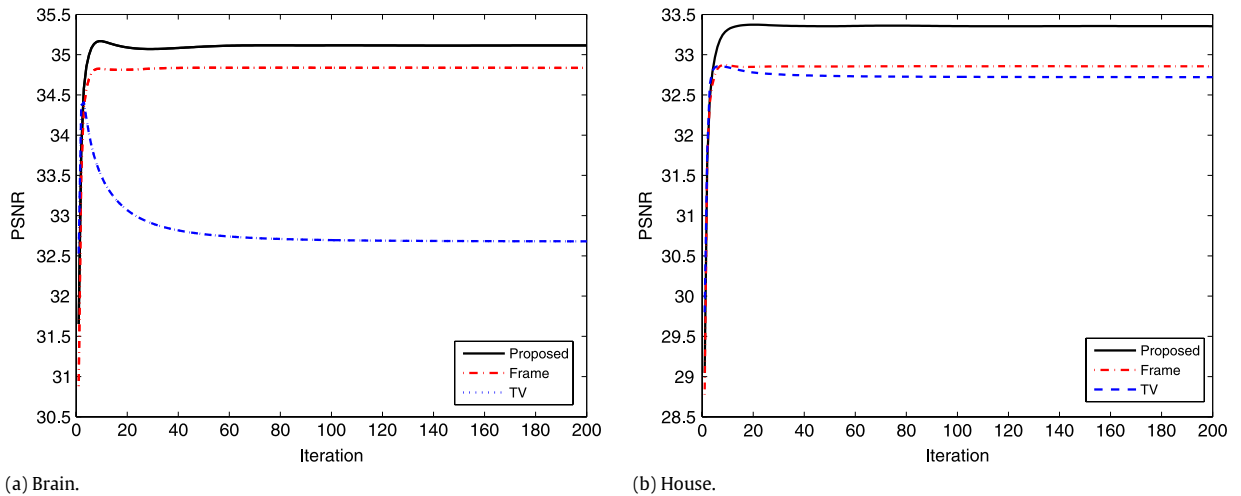 35.5
35
34.5
34
33.5
33
32.5
32
31.5
31
30.5
PSNR
0 20 40 60 80 100 120 140 160 180 200
Iteration
Proposed
Frame
TV
(a) Brain.
33.5
33
32.5
32
31.5
31
30.5
30
29.5
29
28.5
PSNR
0 20 40 60 80 100 120 140 160 180 200
Iteration
Proposed
Frame
TV
(b) House.